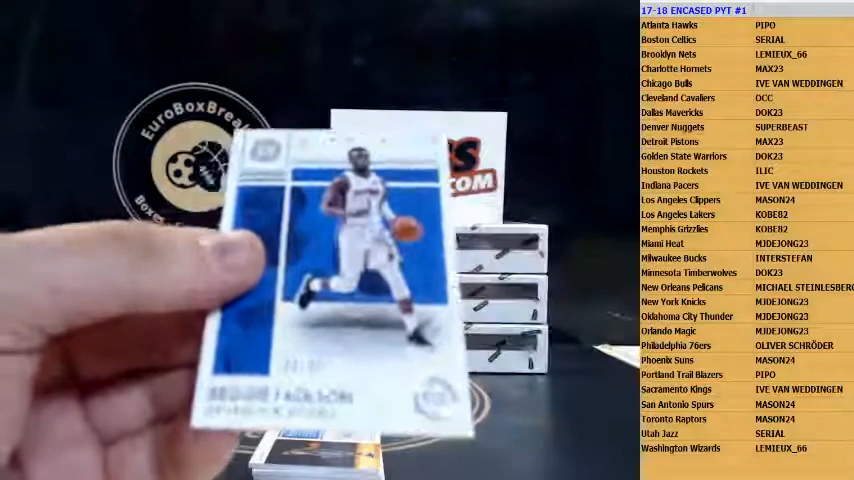 17-18 ENCASED PYT #1
Atlanta Hawks PIPO
Boston Celtics SERIAL
Brooklyn Nets LEMIEUX_66
Charlotte Hornets MAX23
Chicago Bulls IVE VAN WEDDINGEN
Cleveland Cavaliers OCC
Dallas Mavericks DOK23
Denver Nuggets SUPERBEAST
Detroit Pistons MAX23
Golden State Warriors DOK23
Houston Rockets ILIC
Indiana Pacers IVE VAN WEDDINGEN
Los Angeles Clippers MASON24
Los Angeles Lakers KOBE82
Memphis Grizzlies KOBE82
Miami Heat MJDEJONG23
Milwaukee Bucks INTERSTEFAN
Minnesota Timberwolves DOK23
New Orleans Pelicans MICHAEL STEINLESBERG
New York Knicks MJDEJONG23
Oklahoma City Thunder MJDEJONG23
Orlando Magic MJDEJONG23
Philadelphia 76ers OLIVER SCHRÖDER
Phoenix Suns MASON24
Portland Trail Blazers PIPO
Sacramento Kings IVE VAN WEDDINGEN
San Antonio Spurs MASON24
Toronto Raptors MASON24
Utah Jazz SERIAL
Washington Wizards LEMIEUX_66
EuroBoxBrea
.COM
REGGIE JACKSON